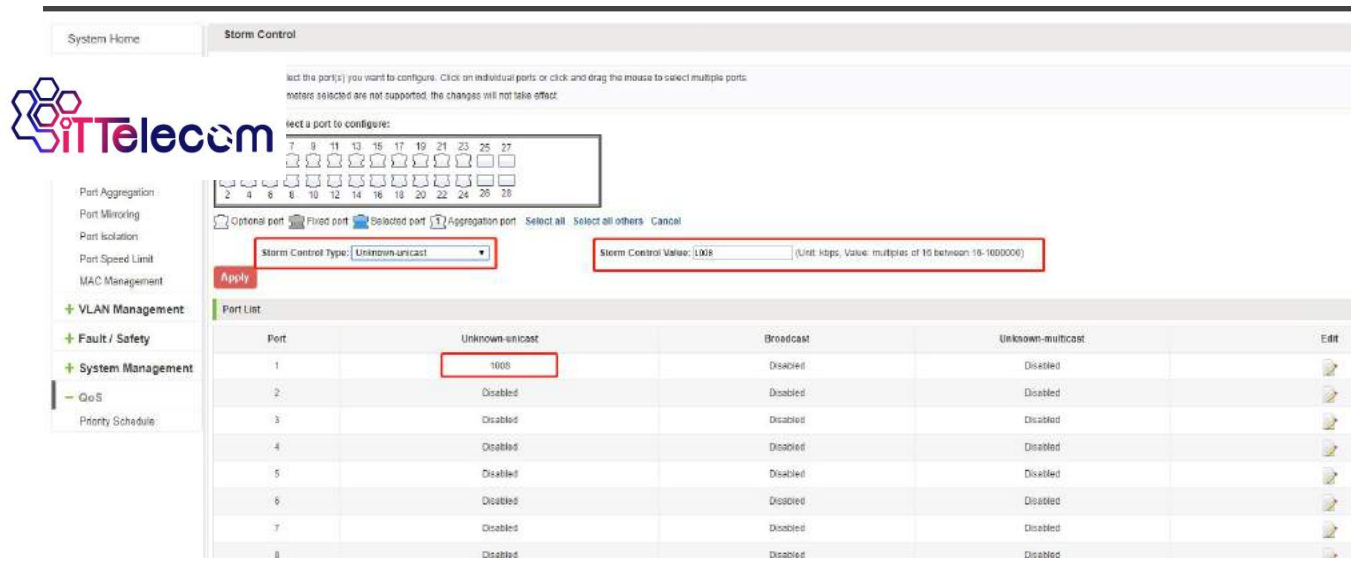 System Home
Storm Control
lect the port(s) you want to configure. Click on individual ports or click and drag the mouse to select multiple ports.
meters selected are not supported, the changes will not take effect.
iTTelecom
lect a port to configure:
7 9 11 13 15 17 19 21 23 25 27
2 4 6 8 10 12 14 16 18 20 22 24 26 28
Port Aggregation
Port Mirroring
Port Isolation
Port Speed Limit
MAC Management
Optional port Fixed port Selected port 1 Aggregation port Select all Select all others Cancel
Storm Control Type: Unknown-unicast
Storm Control Value: 1008 (Unit: kbps, Value: multiples of 16 between 16-1000000)
Apply
+ VLAN Management
+ Fault / Safety
+ System Management
- QoS
Priority Schedule
Port List
Port Unknown-unicast Broadcast Unknown-multicast Edit
1 1008 Disabled Disabled
2 Disabled Disabled Disabled
3 Disabled Disabled Disabled
4 Disabled Disabled Disabled
5 Disabled Disabled Disabled
6 Disabled Disabled Disabled
7 Disabled Disabled Disabled
8 Disabled Disabled Disabled